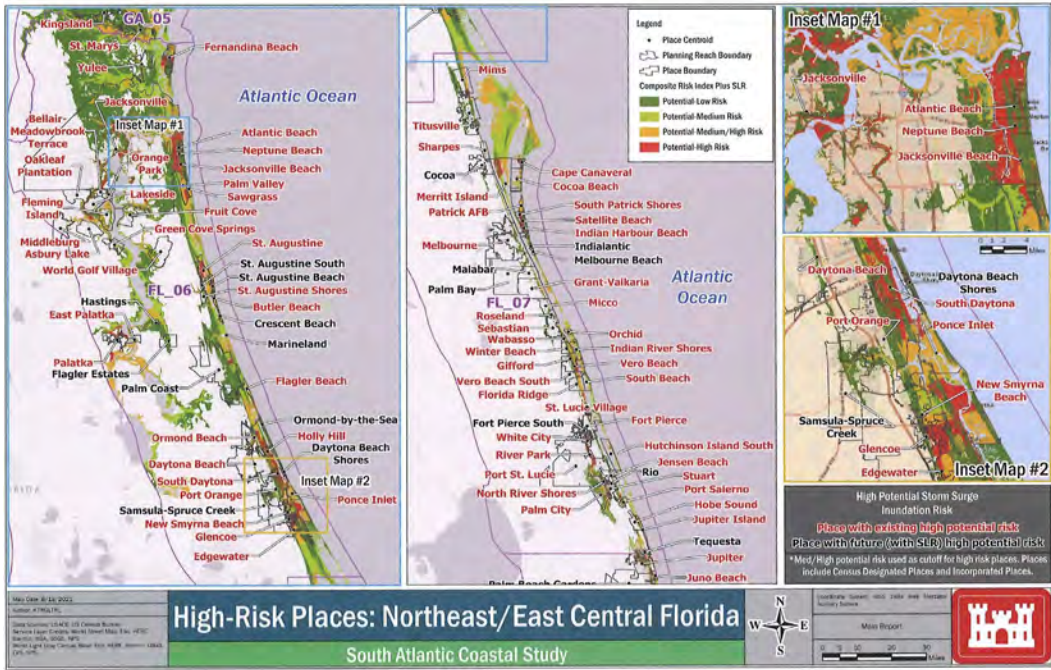 Kingsland
GA_05
St. Marys
Yulee
Fernandina Beach
Jacksonville
Atlantic Ocean
Bellair-
Meadowbrook
Terrace
Inset Map #1
Oakleaf
Plantation
Orange
Park
Atlantic Beach
Neptune Beach
Jacksonville Beach
Palm Valley
Sawgrass
Lakeside
Fleming
Island
Fruit Cove
Green Cove Springs
Middleburg
Asbury Lake
World Golf Village
St. Augustine
St. Augustine South
St. Augustine Beach
St. Augustine Shores
FL_06
Butler Beach
Hastings
East Palatka
Crescent Beach
Marineland
Palatka
Flagler Estates
Palm Coast
Flagler Beach
Ormond-by-the-Sea
Ormond Beach
Holly Hill
Daytona Beach
Shores
Daytona Beach
Inset Map #2
South Daytona
Port Orange
Ponce Inlet
Samsula-Spruce Creek
New Smyrna Beach
Glencoe
Edgewater
Mims
Titusville
Sharpes
Cocoa
Cape Canaveral
Cocoa Beach
Merritt Island
Patrick AFB
South Patrick Shores
Satellite Beach
Indian Harbour Beach
Melbourne
Indialantic
Melbourne Beach
Malabar
Palm Bay
Grant-Valkaria
Atlantic
Ocean
FL_07
Micco
Roseland
Sebastian
Wabasso
Winter Beach
Gifford
Orchid
Indian River Shores
Vero Beach
South Beach
Vero Beach South
Florida Ridge
St. Lucie Village
Fort Pierce South
Fort Pierce
White City
River Park
Hutchinson Island South
Port St. Lucie
Rio
Jensen Beach
Stuart
North River Shores
Port Salerno
Palm City
Hobe Sound
Jupiter Island
Tequesta
Jupiter
Palm Beach Gardens
Juno Beach
Legend
Place Centroid
Planning Reach Boundary
Place Boundary
Composite Risk Index Plus SLR
Potential-Low Risk
Potential-Medium Risk
Potential-Medium/High Risk
Potential-High Risk
Inset Map #1
Jacksonville
Atlantic Beach
Neptune Beach
Jacksonville Beach
Daytona Beach
Daytona Beach
Shores
South Daytona
Port Orange
Ponce Inlet
New Smyrna
Beach
Samsula-Spruce
Creek
Glencoe
Edgewater
Inset Map #2
High Potential Storm Surge
Inundation Risk
Place with existing high potential risk
Place with future (with SLR) high potential risk
*Med/High potential risk used as cutoff for high risk places. Places
include Census Designated Places and Incorporated Places.
High-Risk Places: Northeast/East Central Florida
South Atlantic Coastal Study
N
W E
S
Main Report
Miles